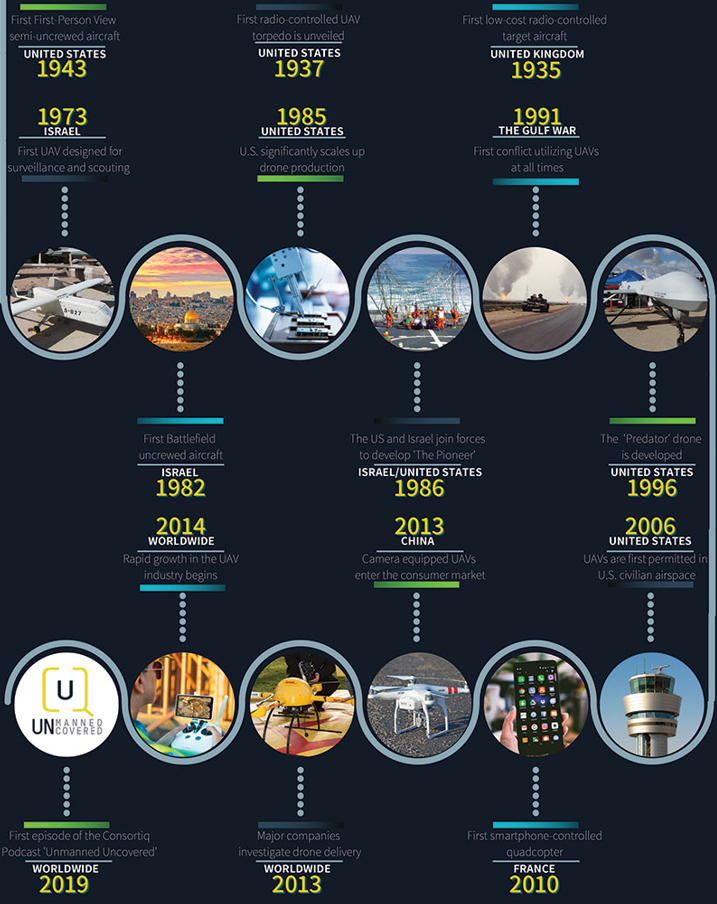 First First-Person View
semi-uncrewed aircraft
UNITED STATES
1943
First radio-controlled UAV
torpedo is unveiled
UNITED STATES
1937
First low-cost radio-controlled
target aircraft
UNITED KINGDOM
1935
1973
ISRAEL
First UAV designed for
surveillance and scouting
1985
UNITED STATES
U.S. significantly scales up
drone production
1991
THE GULF WAR
First conflict utilizing UAVs
at all times
First Battlefield
uncrewed aircraft
ISRAEL
1982
The US and Israel join forces
to develop 'The Pioneer'
ISRAEL/UNITED STATES
1986
The 'Predator' drone
is developed
UNITED STATES
1996
2014
WORLDWIDE
Rapid growth in the UAV
industry begins
2013
CHINA
Camera equipped UAVs
enter the consumer market
2006
UNITED STATES
UAVs are first permitted in
U.S. civilian airspace
U
UNMANNED
COVERED
First episode of the Consortiq
Podcast 'Unmanned Uncovered'
WORLDWIDE
2019
Major companies
investigate drone delivery
WORLDWIDE
2013
First smartphone-controlled
quadcopter
FRANCE
2010